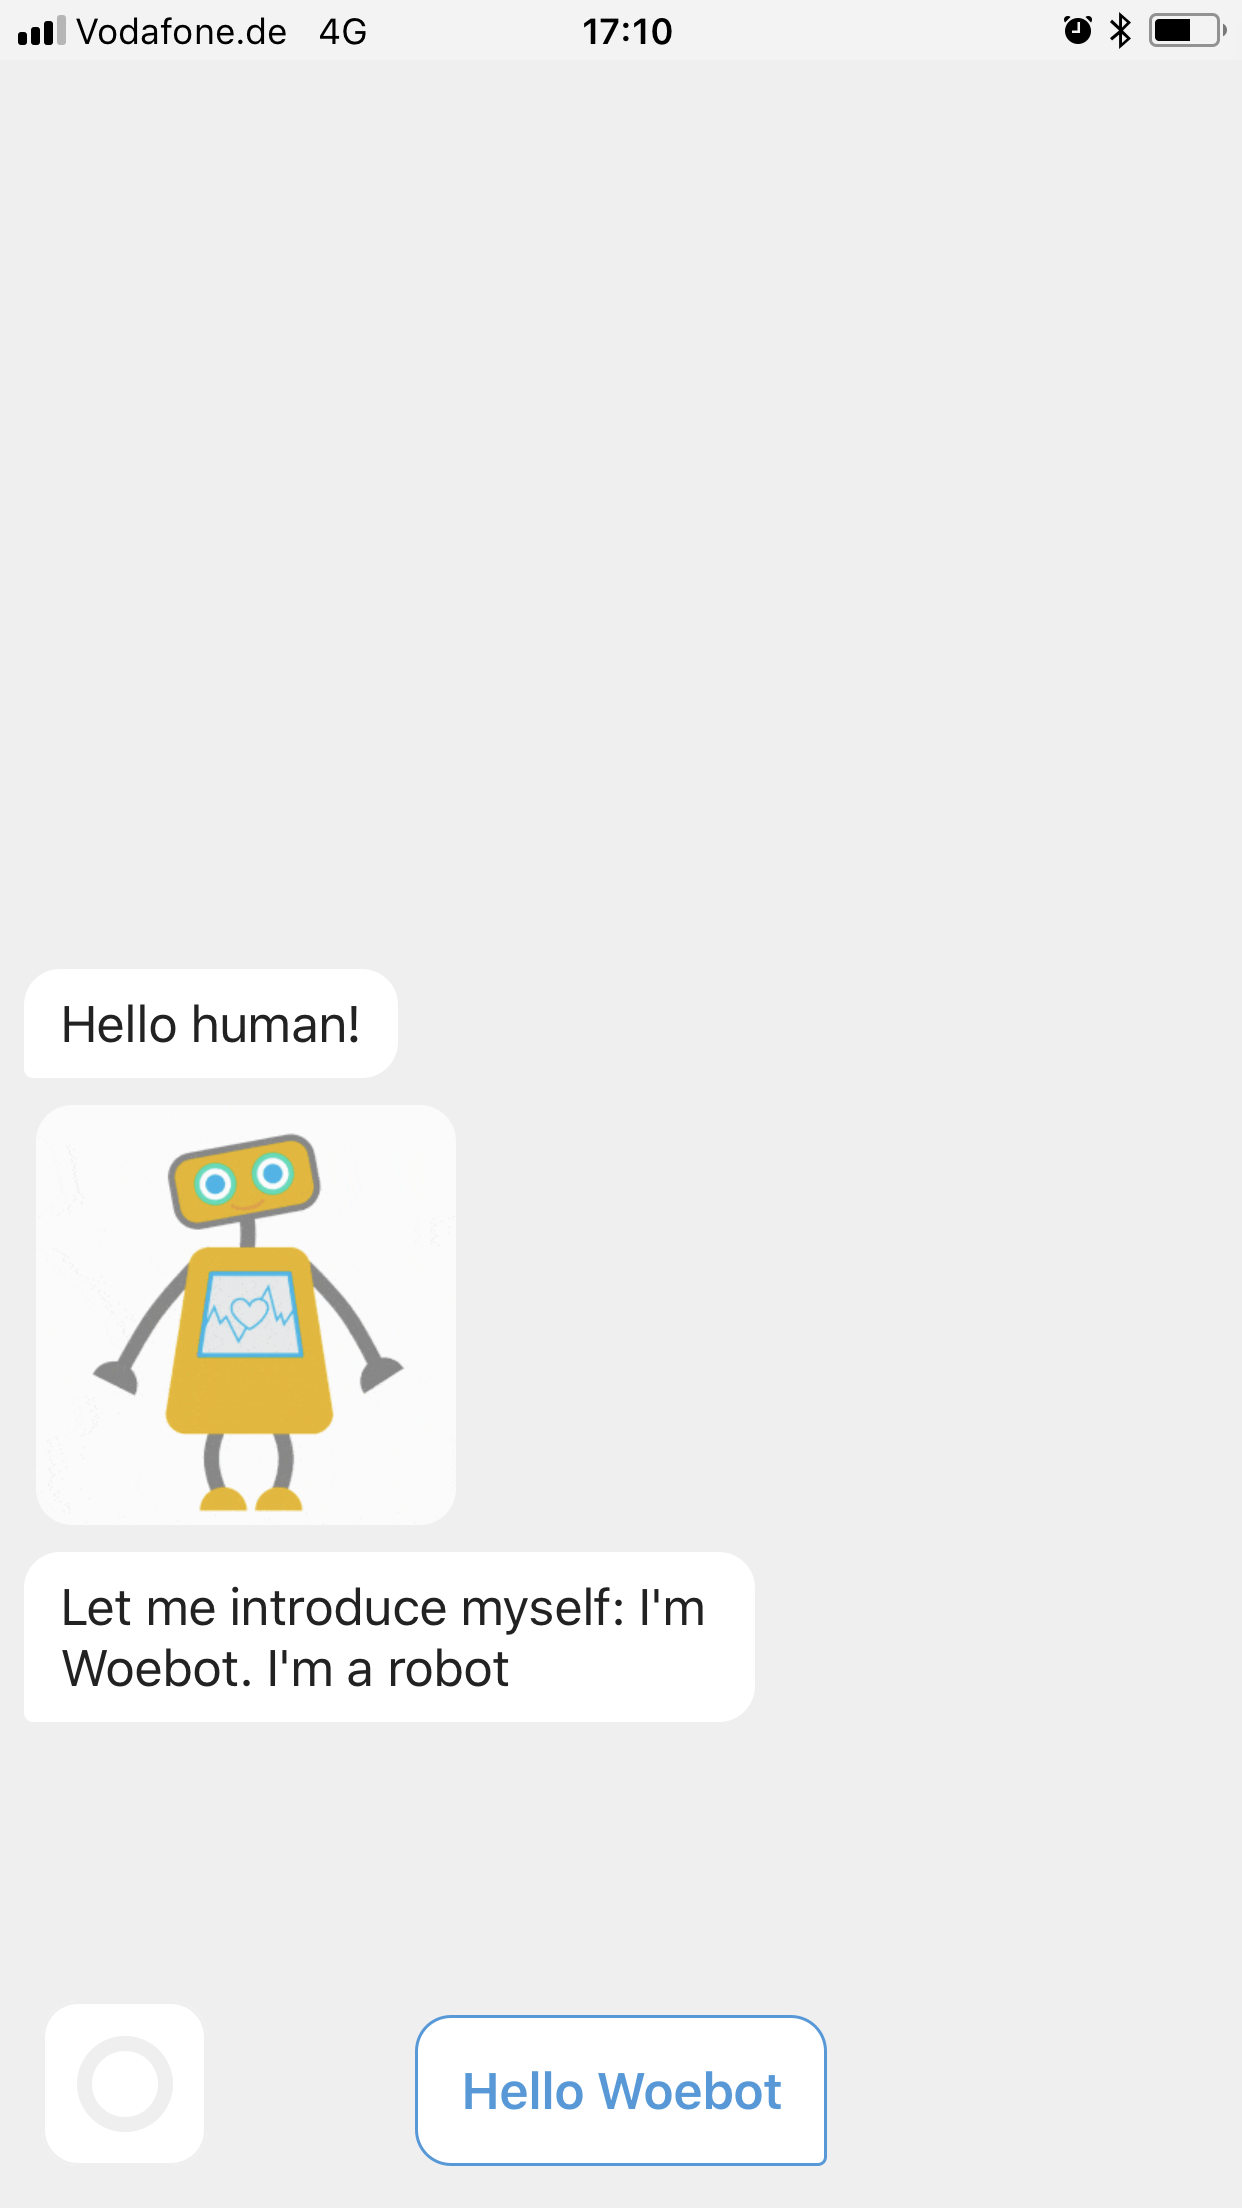 Vodafone.de 4G 17:10
Hello human!
Let me introduce myself: I'm
Woebot. I'm a robot
Hello Woebot